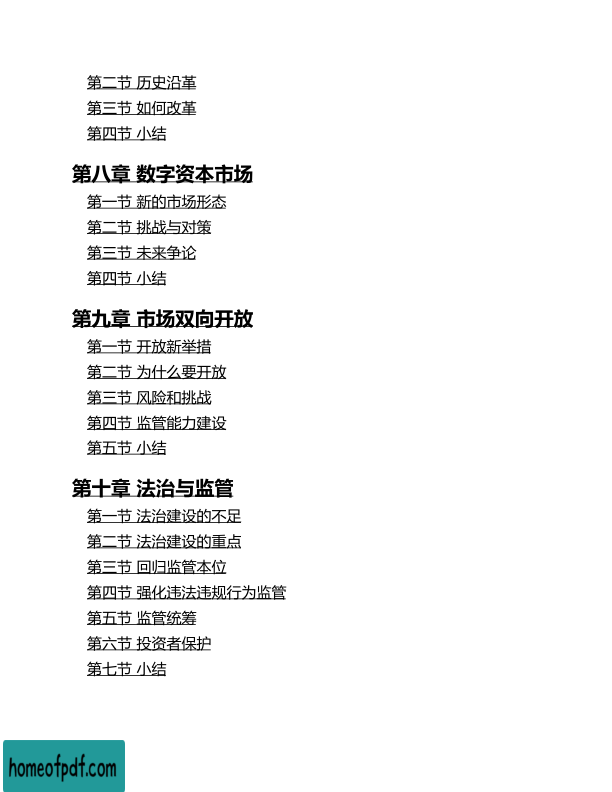 第二节 历史沿革
第三节 如何改革
第四节 小结
第八章 数字资本市场
第一节 新的市场形态
第二节 挑战与对策
第三节 未来争论
第四节 小结
第九章 市场双向开放
第一节 开放新举措
第二节 为什么要开放
第三节 风险和挑战
第四节 监管能力建设
第五节 小结
第十章 法治与监管
第一节 法治建设的不足
第二节 法治建设的重点
第三节 回归监管本位
第四节 强化违法违规行为监管
第五节 监管统筹
第六节 投资者保护
第七节 小结
homeofpdf.com